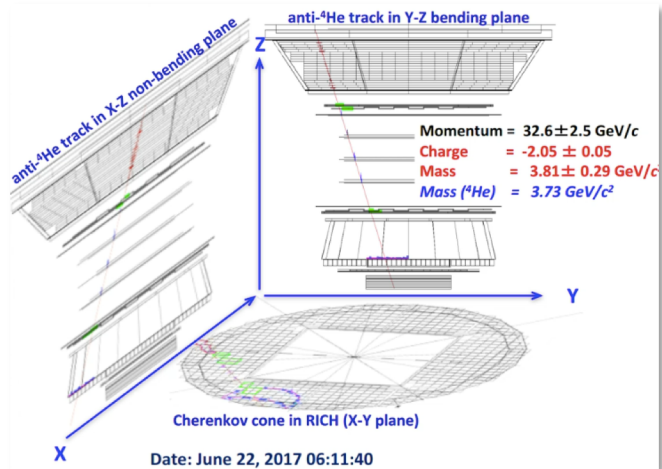 anti-⁴He track in Y-Z bending plane
Z
anti-⁴He track in X-Z non-bending plane
Momentum = 32.6±2.5 GeV/c
Charge = -2.05 ± 0.05
Mass = 3.81± 0.29 GeV/c²
Mass (⁴He) = 3.73 GeV/c²
Y
Cherenkov cone in RICH (X-Y plane)
X
Date: June 22, 2017 06:11:40